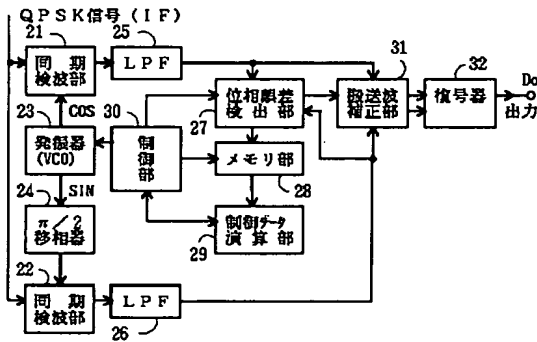 QPSK信号(IF)
21
25
同期
検波部
LPF
31
32
23
COS
30
位相誤差
検出部
27
搬送波
補正部
復号器
Do
出力
発振器
(VCO)
制御部
メモリ部
28
24
SIN
π/2
移相器
制御データ
演算部
29
22
同期
検波部
LPF
26